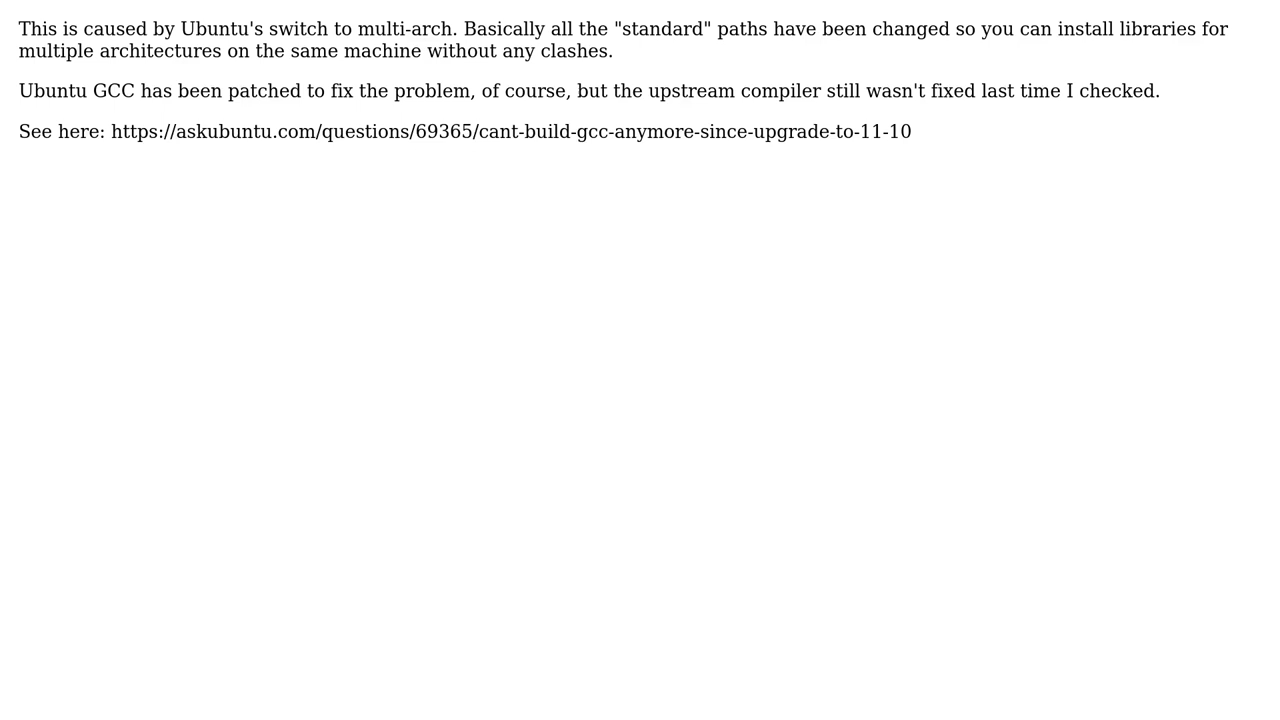 This is caused by Ubuntu's switch to multi-arch. Basically all the "standard" paths have been changed so you can install libraries for
multiple architectures on the same machine without any clashes.
Ubuntu GCC has been patched to fix the problem, of course, but the upstream compiler still wasn't fixed last time I checked.
See here: https://askubuntu.com/questions/69365/cant-build-gcc-anymore-since-upgrade-to-11-10